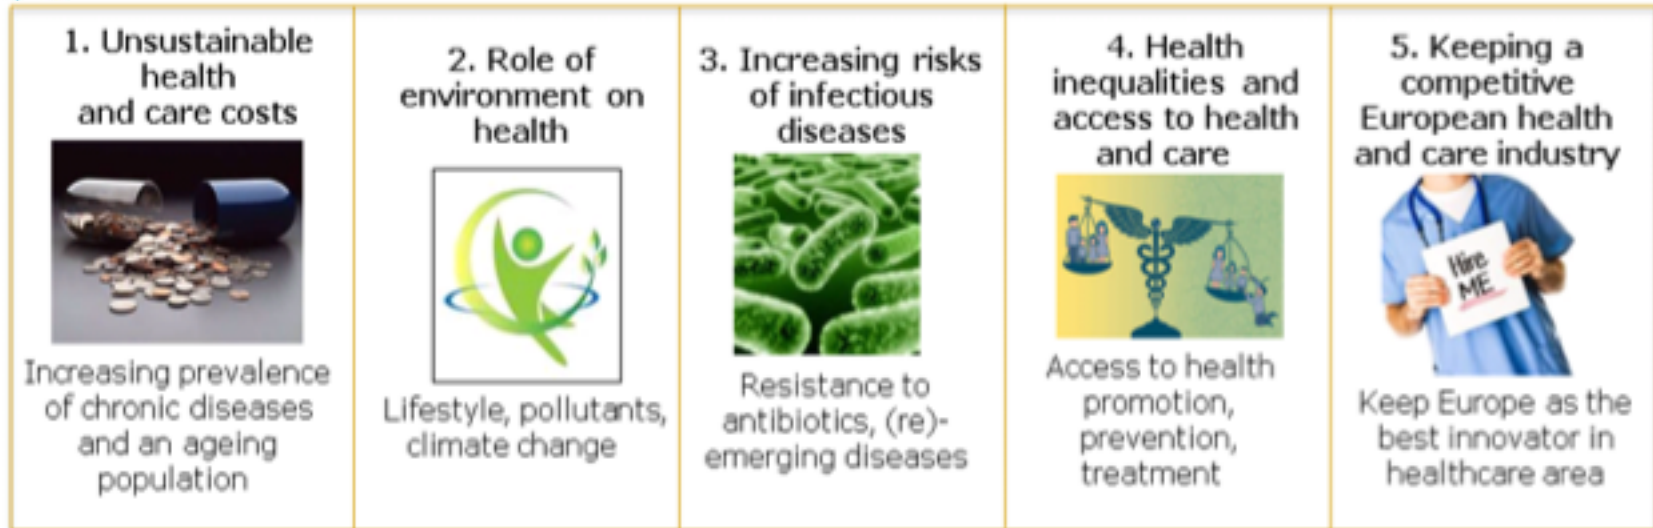 1. Unsustainable
health
and care costs
Increasing prevalence
of chronic diseases
and an ageing
population
2. Role of
environment on
health
Lifestyle, pollutants,
climate change
3. Increasing risks
of infectious
diseases
Resistance to
antibiotics, (re)-
emerging diseases
4. Health
inequalities and
access to health
and care
Access to health
promotion,
prevention,
treatment
5. Keeping a
competitive
European health
and care industry
Hire
ME
Keep Europe as the
best innovator in
healthcare area